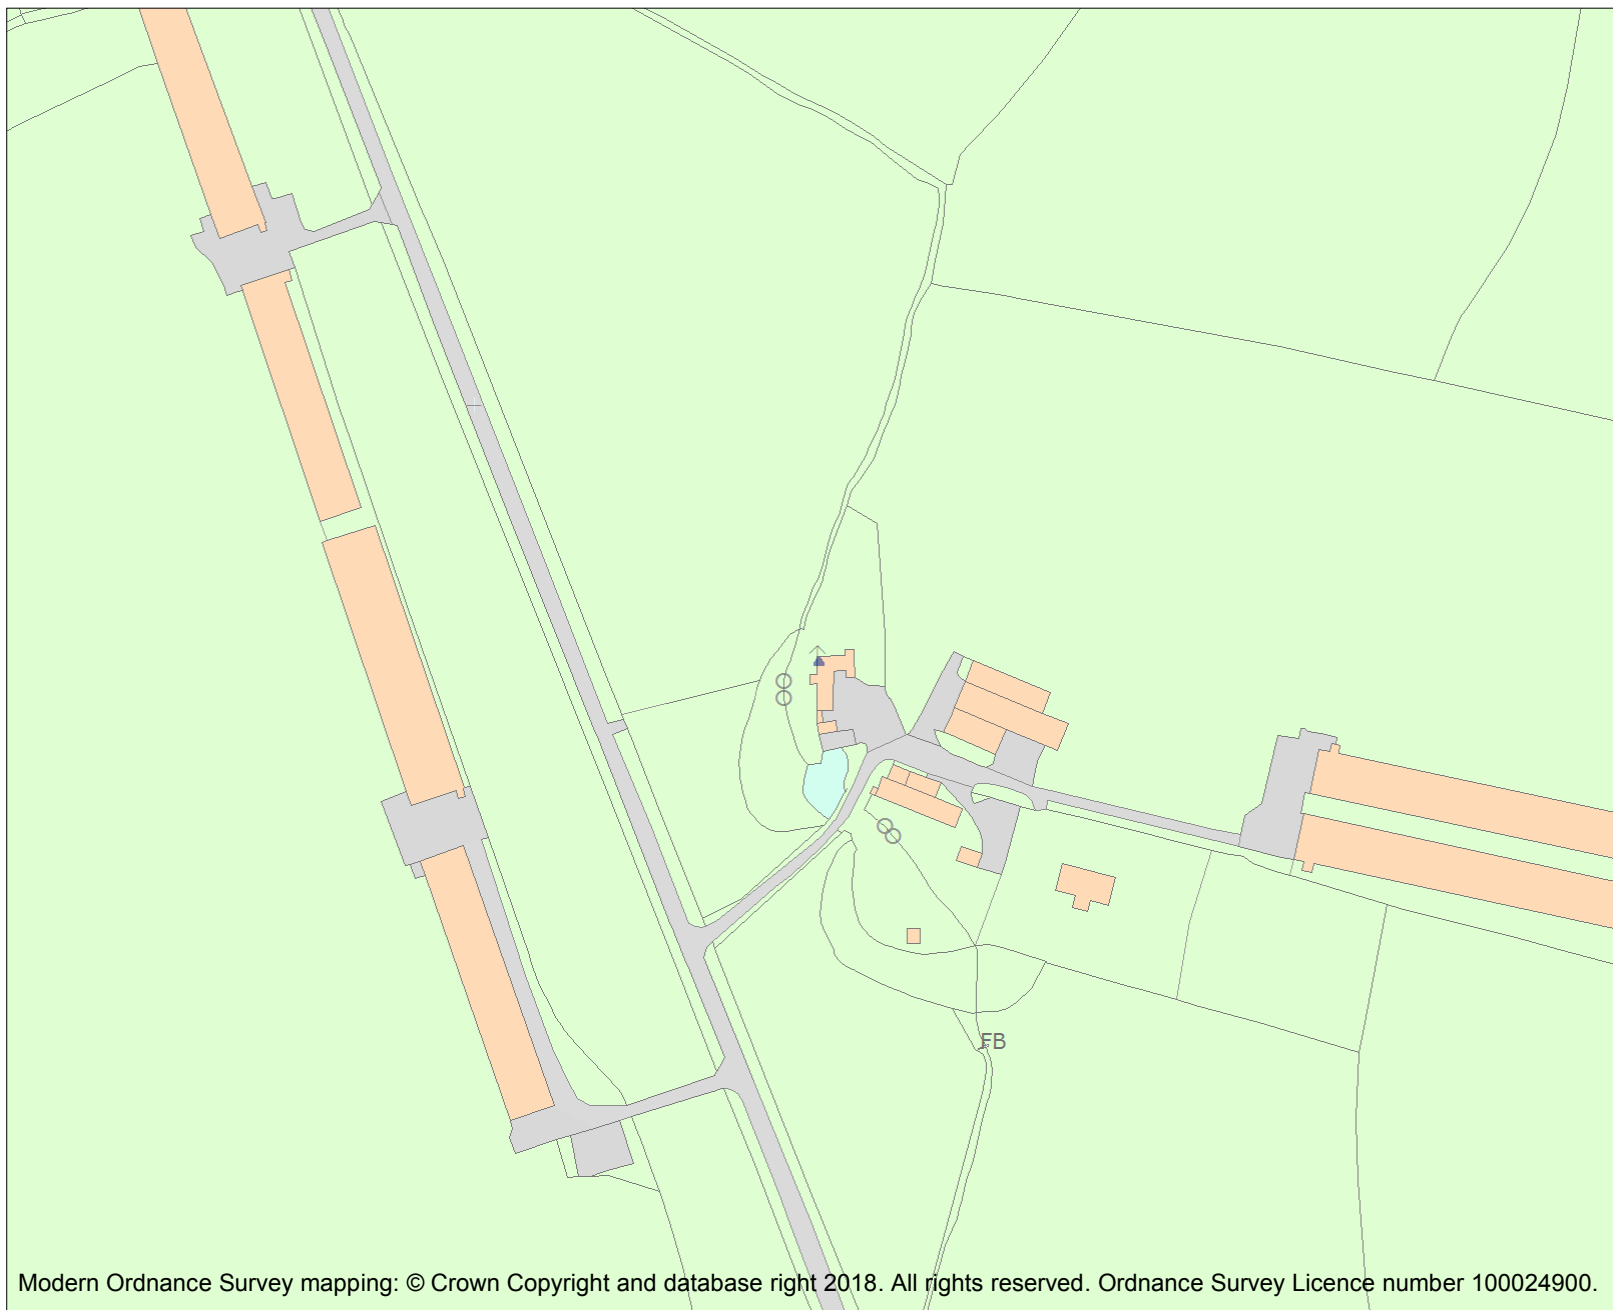 FB
Modern Ordnance Survey mapping: © Crown Copyright and database right 2018. All rights reserved. Ordnance Survey Licence number 100024900.